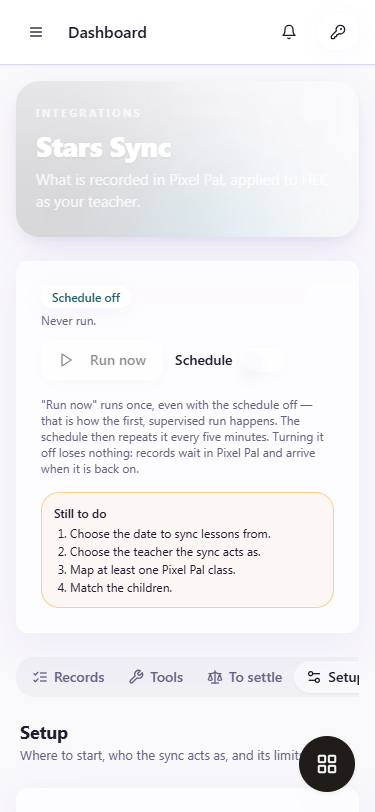 Dashboard
INTEGRATIONS
Stars Sync
What is recorded in Pixel Pal, applied to HEC
as your teacher.
Schedule off
Never run.
Run now
Schedule
"Run now" runs once, even with the schedule off —
that is how the first, supervised run happens. The
schedule then repeats it every five minutes. Turning it
off loses nothing: records wait in Pixel Pal and arrive
when it is back on.
Still to do
1. Choose the date to sync lessons from.
2. Choose the teacher the sync acts as.
3. Map at least one Pixel Pal class.
4. Match the children.
Records
Tools
To settle
Setup
Setup
Where to start, who the sync acts as, and its limits